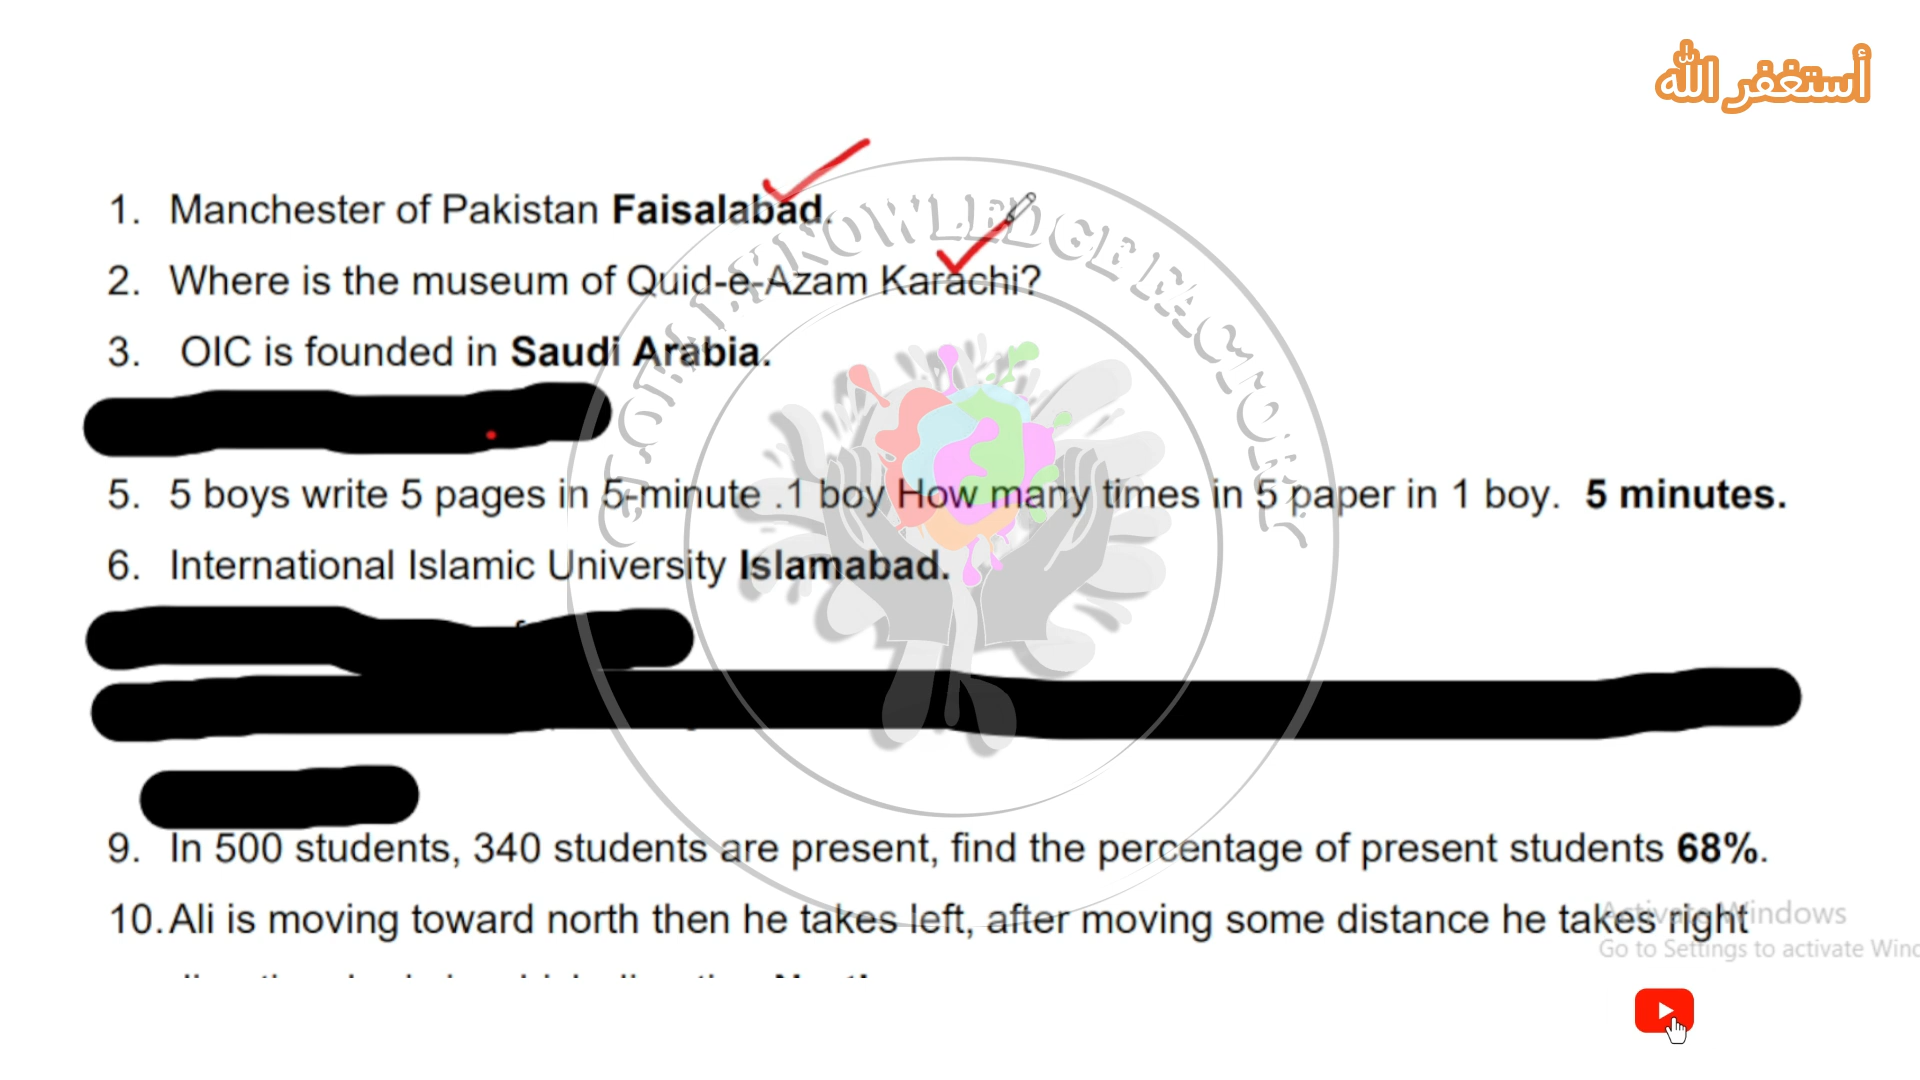 أستغفر الله
1. Manchester of Pakistan Faisalabad.
2. Where is the museum of Quid-e-Azam Karachi?
3. OIC is founded in Saudi Arabia.
5. 5 boys write 5 pages in 5-minute .1 boy How many times in 5 paper in 1 boy. 5 minutes.
6. International Islamic University Islamabad.
9. In 500 students, 340 students are present, find the percentage of present students 68%.
10. Ali is moving toward north then he takes left, after moving some distance he takes right
Activate Windows
Go to Settings to activate Winc